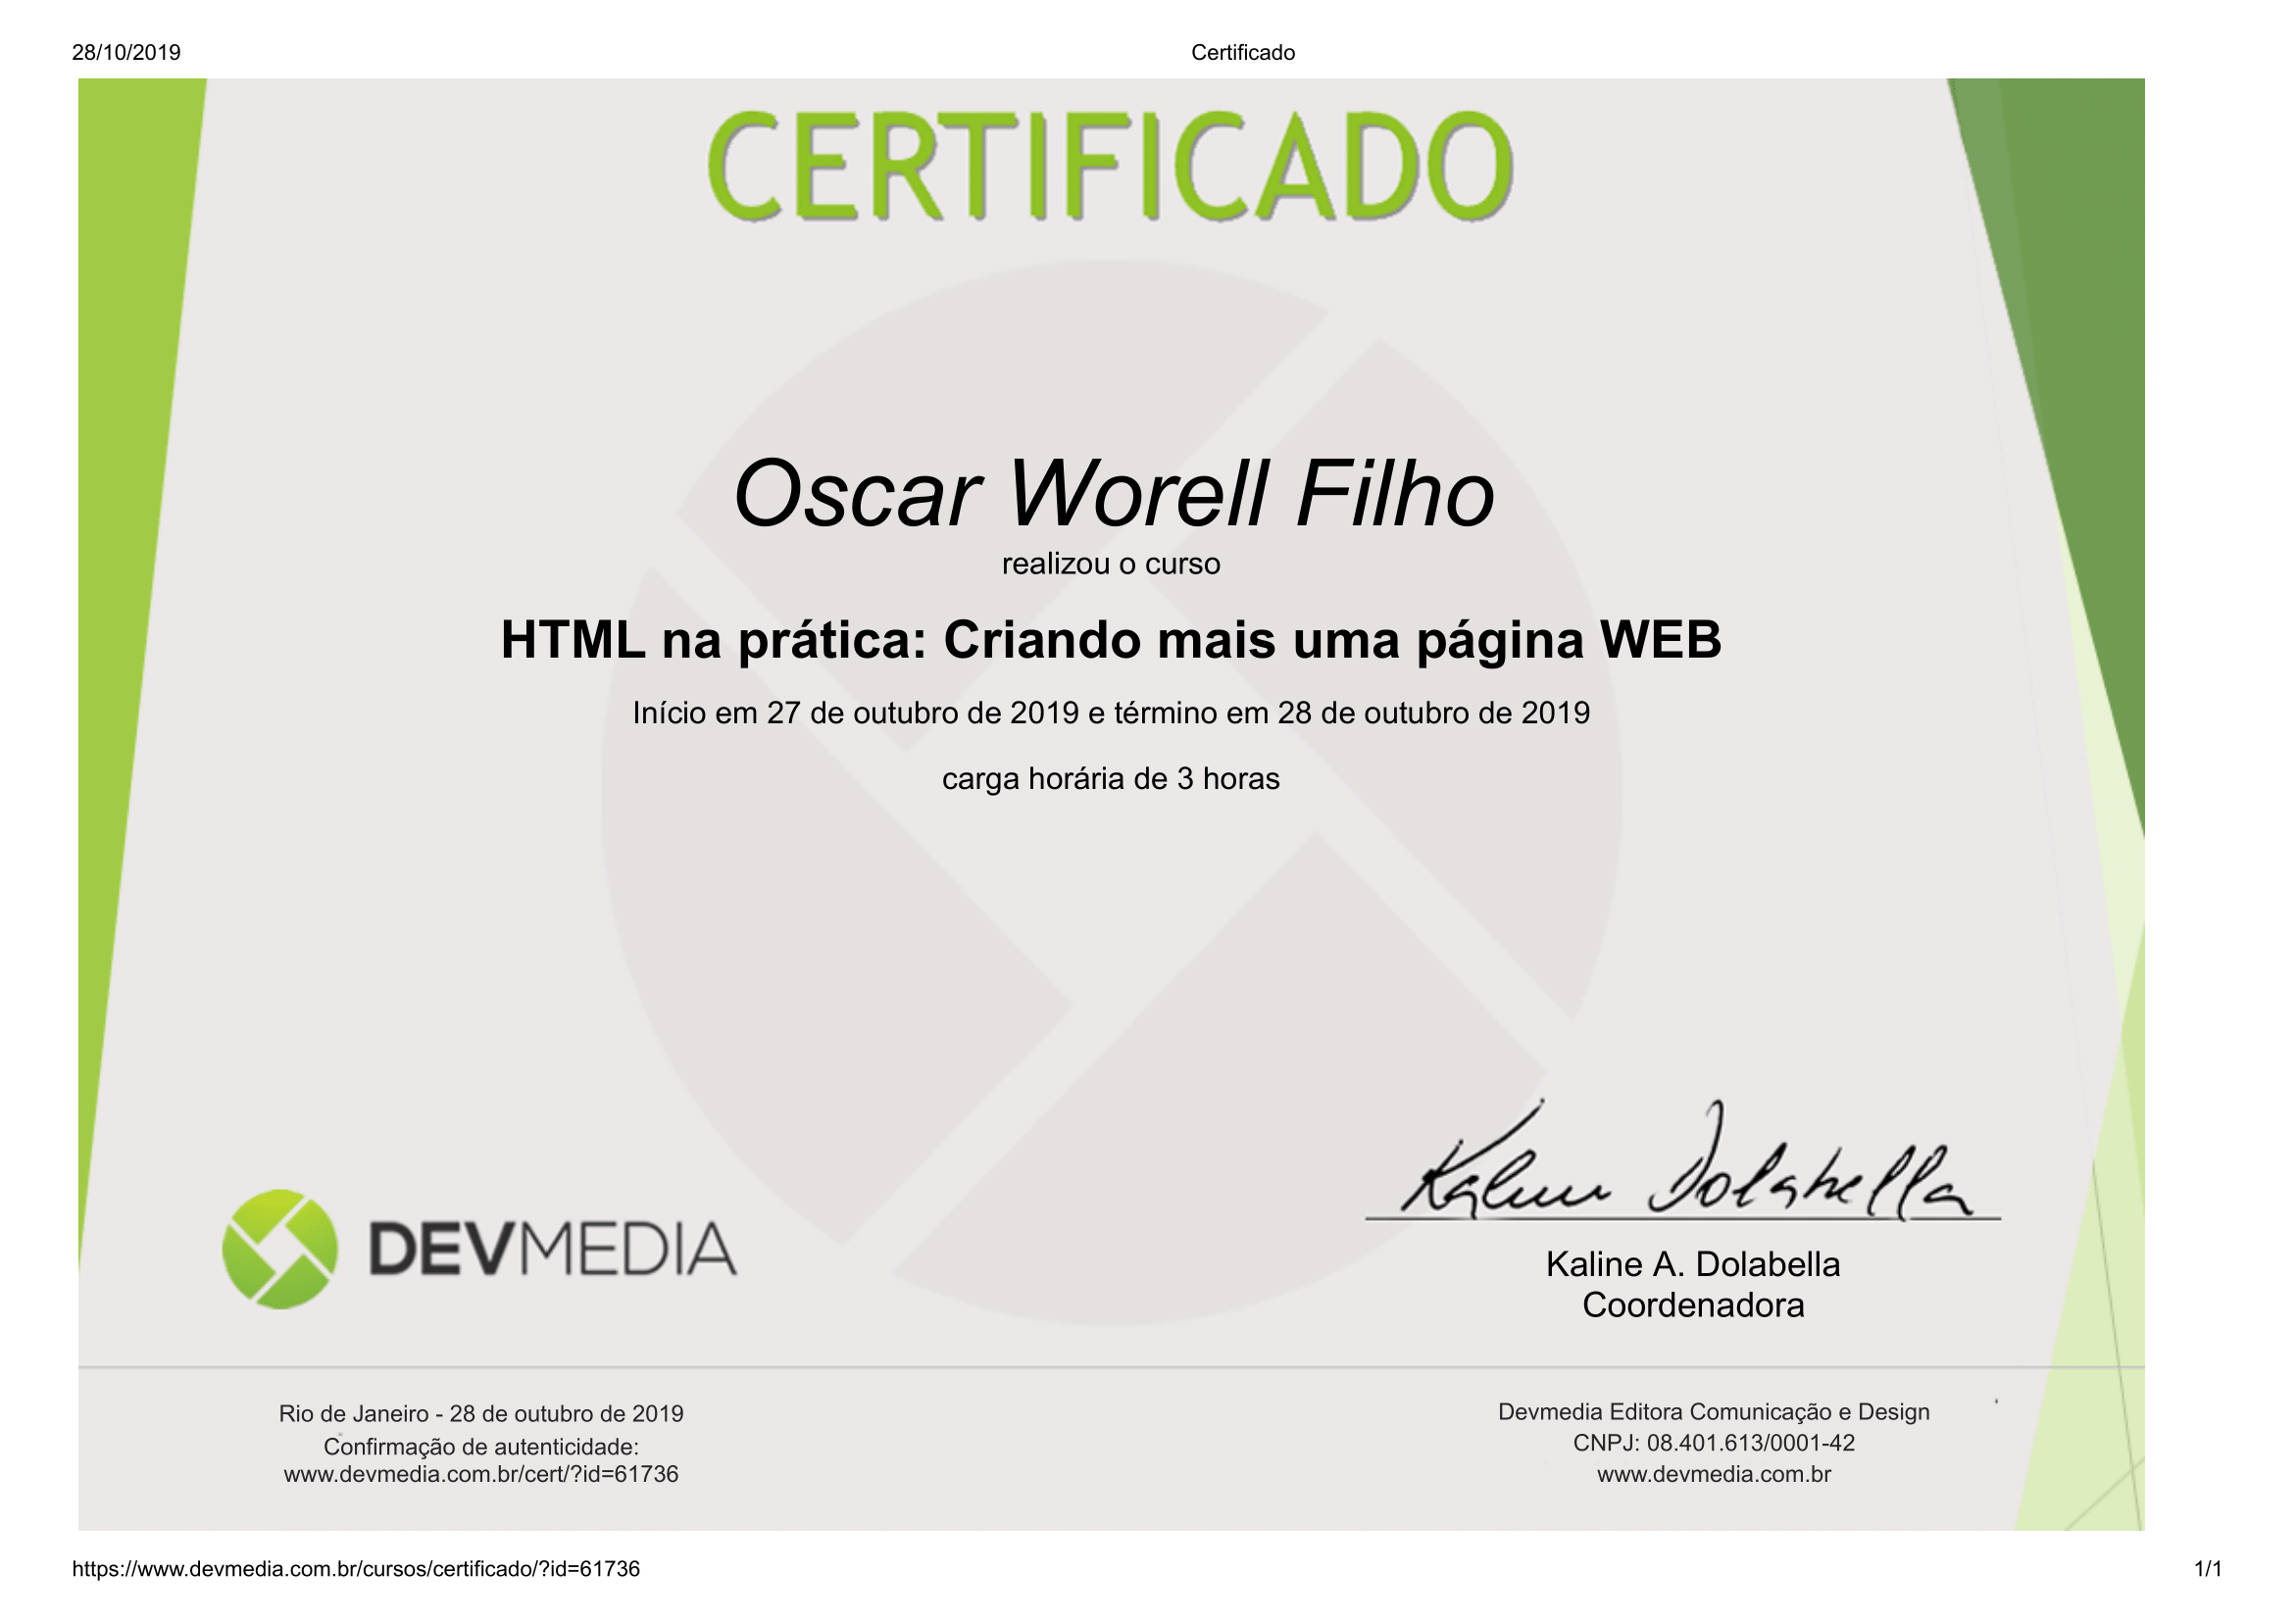 28/10/2019
Certificado
CERTIFICADO
Oscar Worell Filho
realizou o curso
HTML na prática: Criando mais uma página WEB
Início em 27 de outubro de 2019 e término em 28 de outubro de 2019
carga horária de 3 horas
Kaline Dolabella
DEVMEDIA
Kaline A. Dolabella
Coordenadora
Rio de Janeiro - 28 de outubro de 2019
Confirmação de autenticidade:
www.devmedia.com.br/cert/?id=61736
Devmedia Editora Comunicação e Design
CNPJ: 08.401.613/0001-42
www.devmedia.com.br
https://www.devmedia.com.br/cursos/certificado/?id=61736
1/1